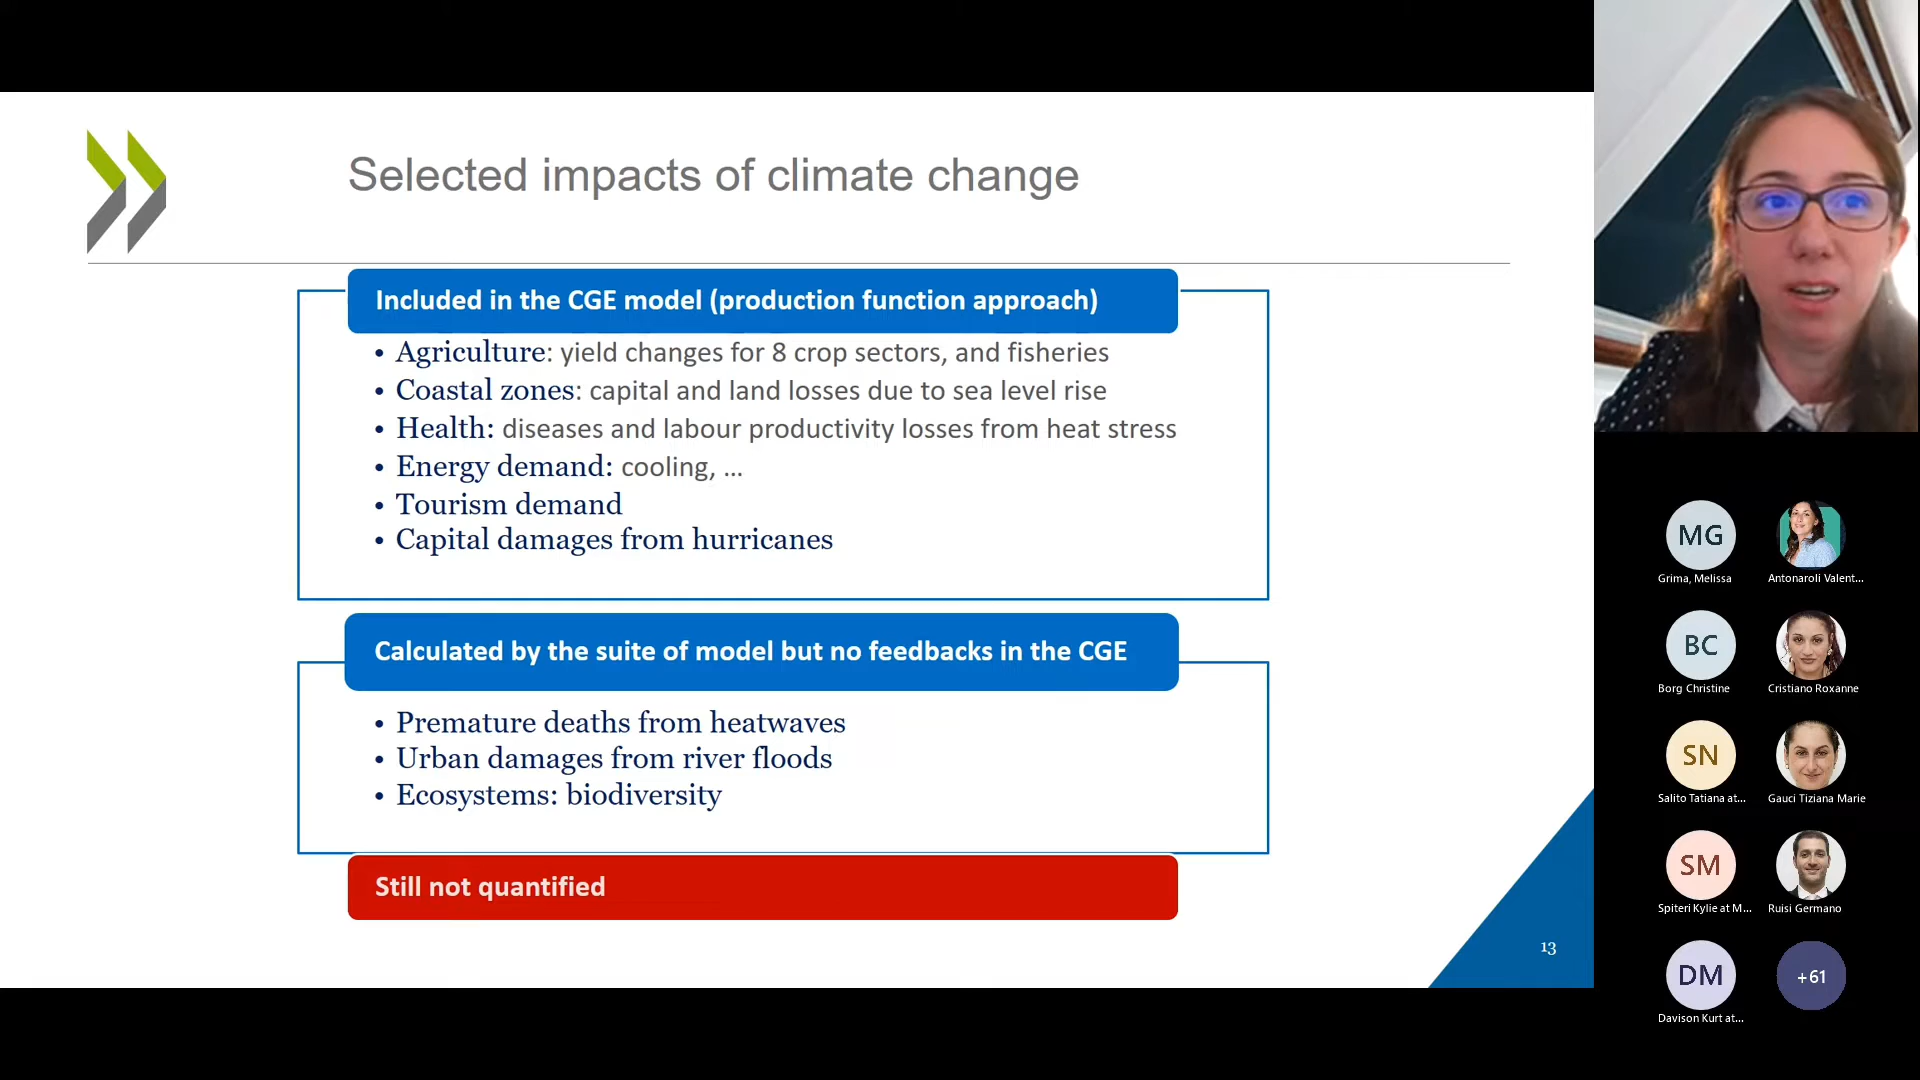 Selected impacts of climate change
Included in the CGE model (production function approach)
• Agriculture: yield changes for 8 crop sectors, and fisheries
• Coastal zones: capital and land losses due to sea level rise
• Health: diseases and labour productivity losses from heat stress
• Energy demand: cooling, ...
• Tourism demand
• Capital damages from hurricanes
Calculated by the suite of model but no feedbacks in the CGE
• Premature deaths from heatwaves
• Urban damages from river floods
• Ecosystems: biodiversity
Still not quantified
13
MG
Grima, Melissa
Antonaroli Valent...
BC
Borg Christine
Cristiano Roxanne
SN
Salito Tatiana at...
Gauci Tiziana Marie
SM
Spiteri Kylie at M...
Ruisi Germano
DM
Davison Kurt at...
+61